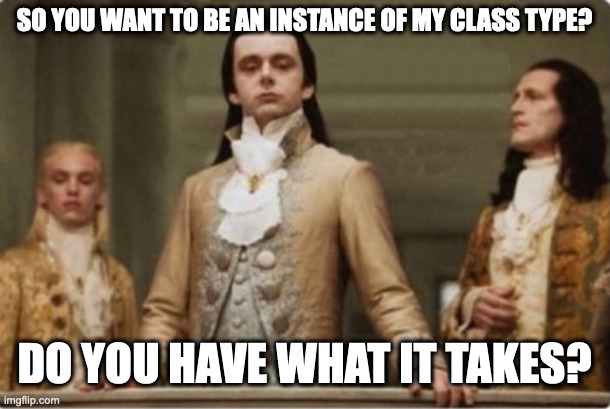 SO YOU WANT TO BE AN INSTANCE OF MY CLASS TYPE?
DO YOU HAVE WHAT IT TAKES?
imgflip.com